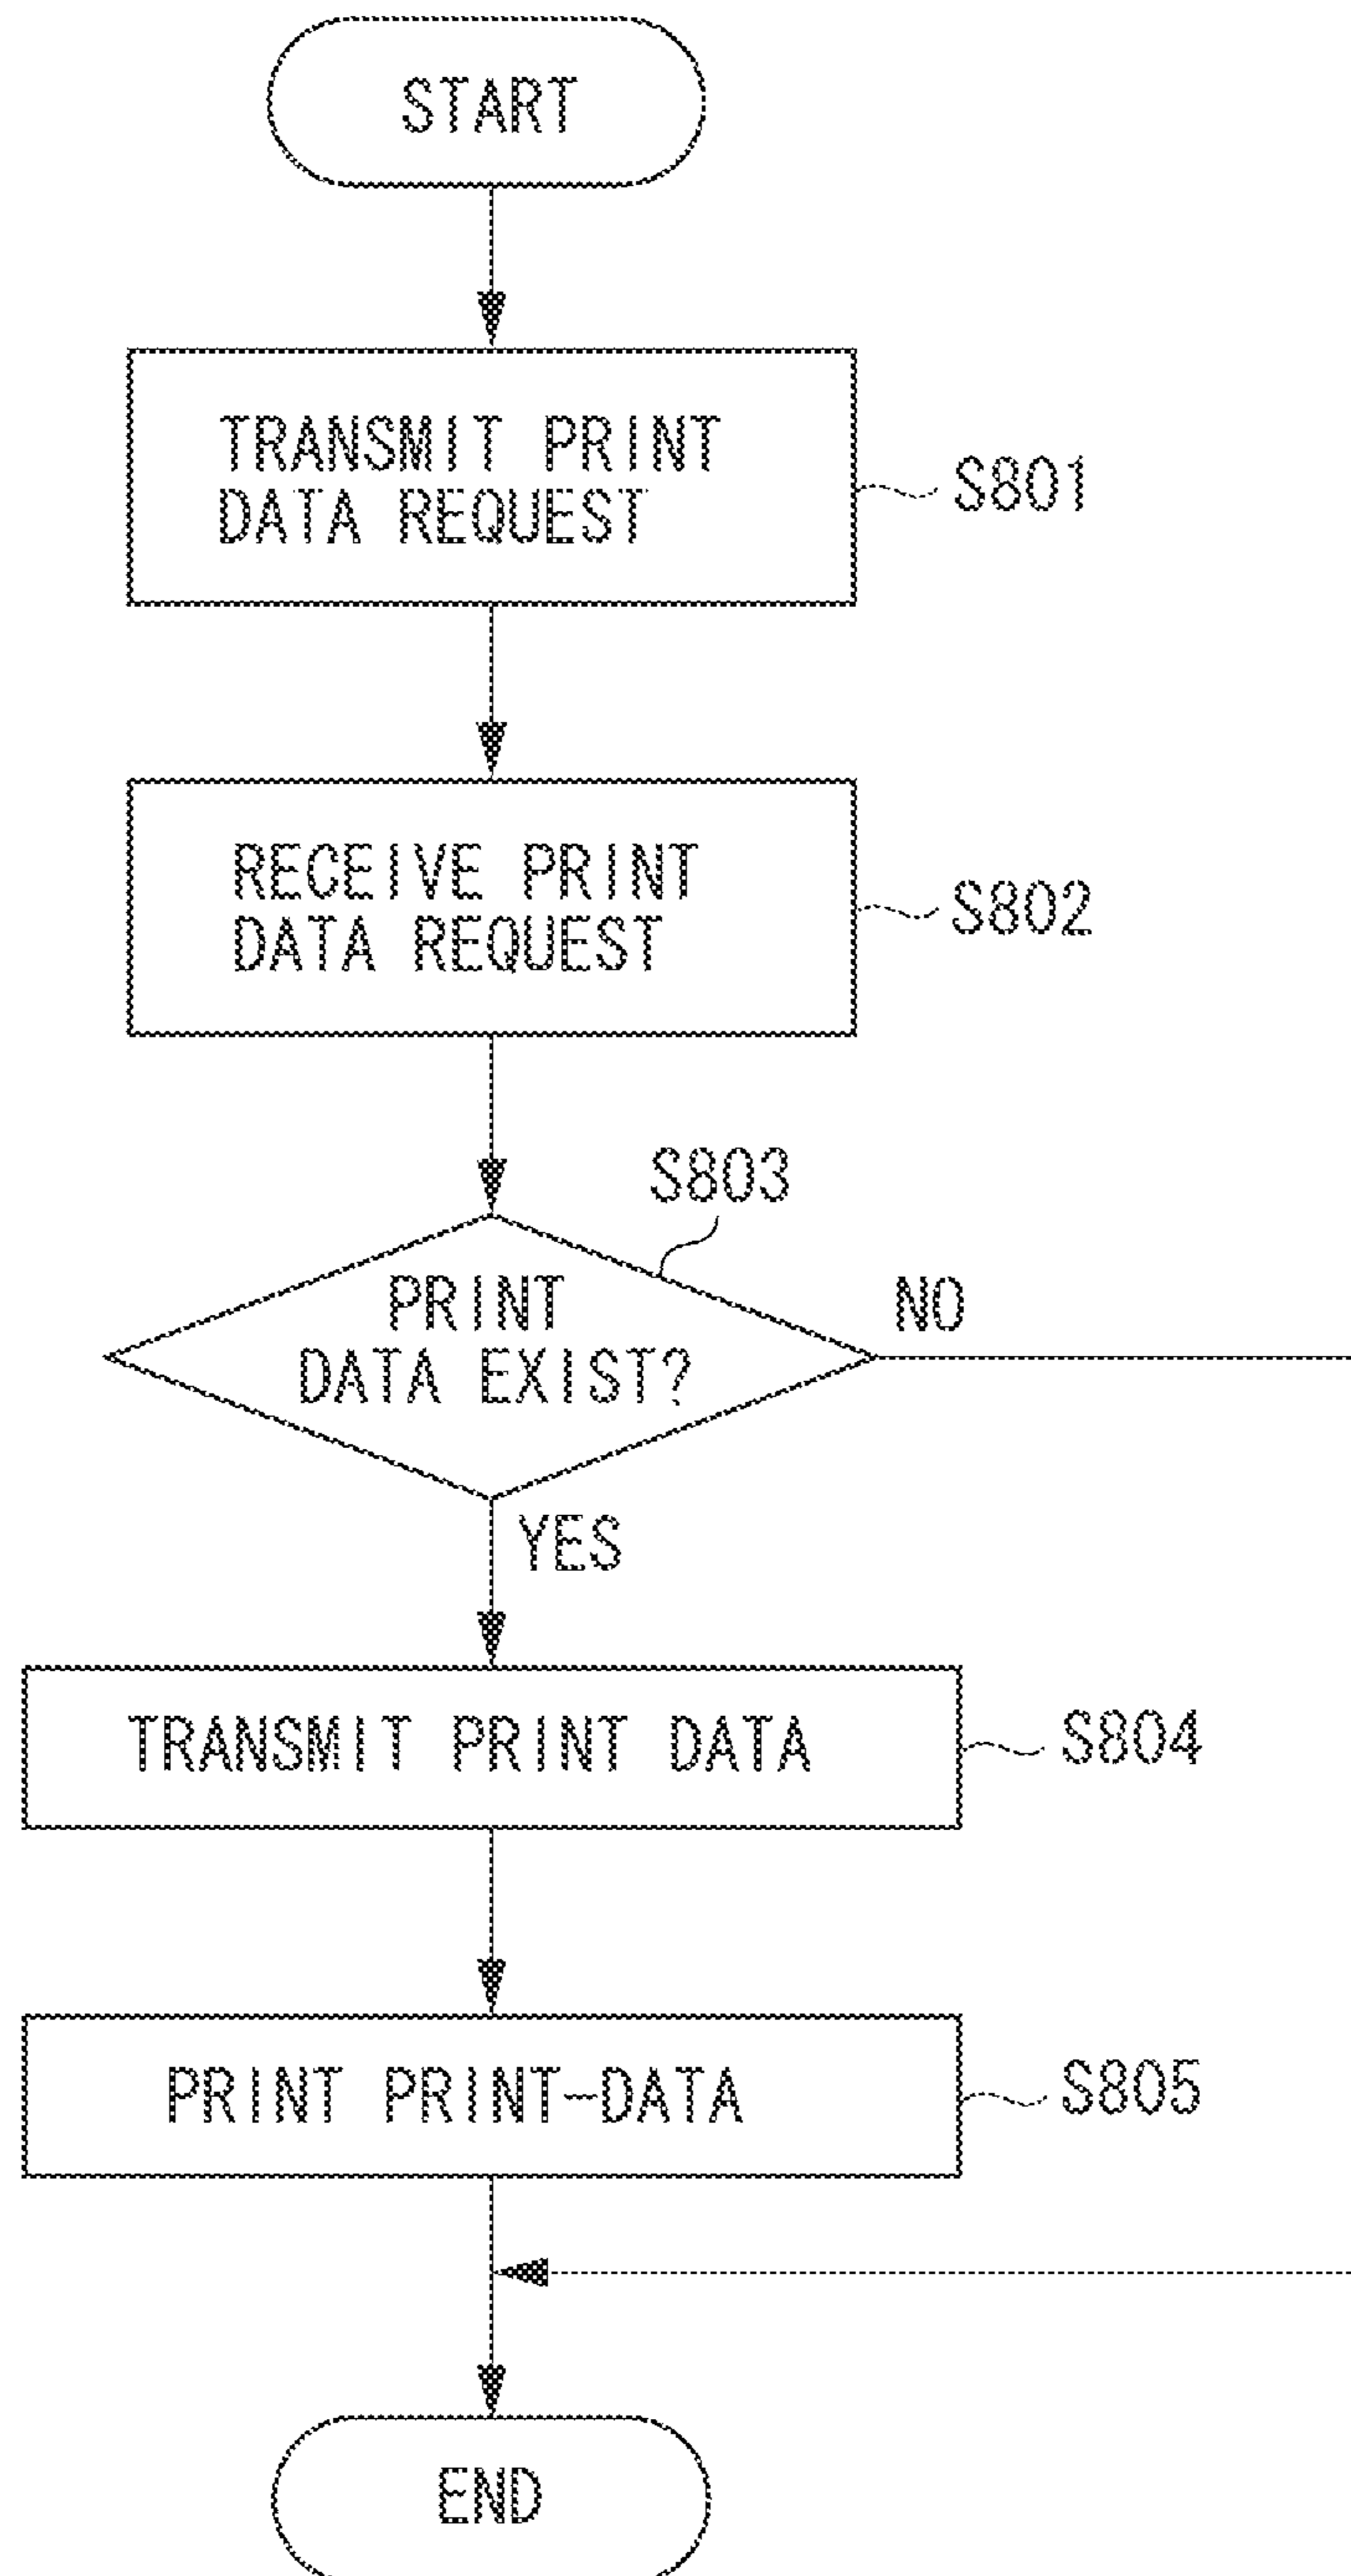 START
TRANSMIT PRINT
DATA REQUEST
S801
RECEIVE PRINT
DATA REQUEST
S802
S803
PRINT
DATA EXIST?
NO
YES
TRANSMIT PRINT DATA
S804
PRINT PRINT-DATA
S805
END